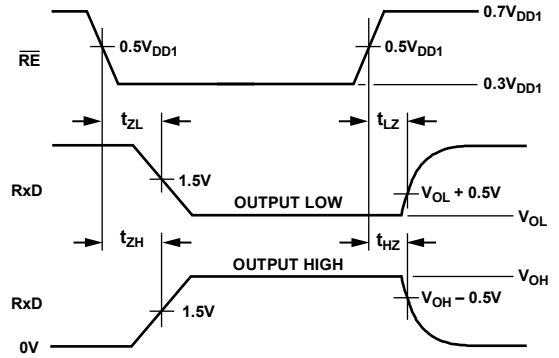 0.7VDD1
RE
0.5VDD1
0.5VDD1
0.3VDD1
tZL
tLZ
1.5V
RxD
OUTPUT LOW
VOL + 0.5V
VOL
tZH
tHZ
OUTPUT HIGH
VOH
RxD
1.5V
VOH – 0.5V
0V